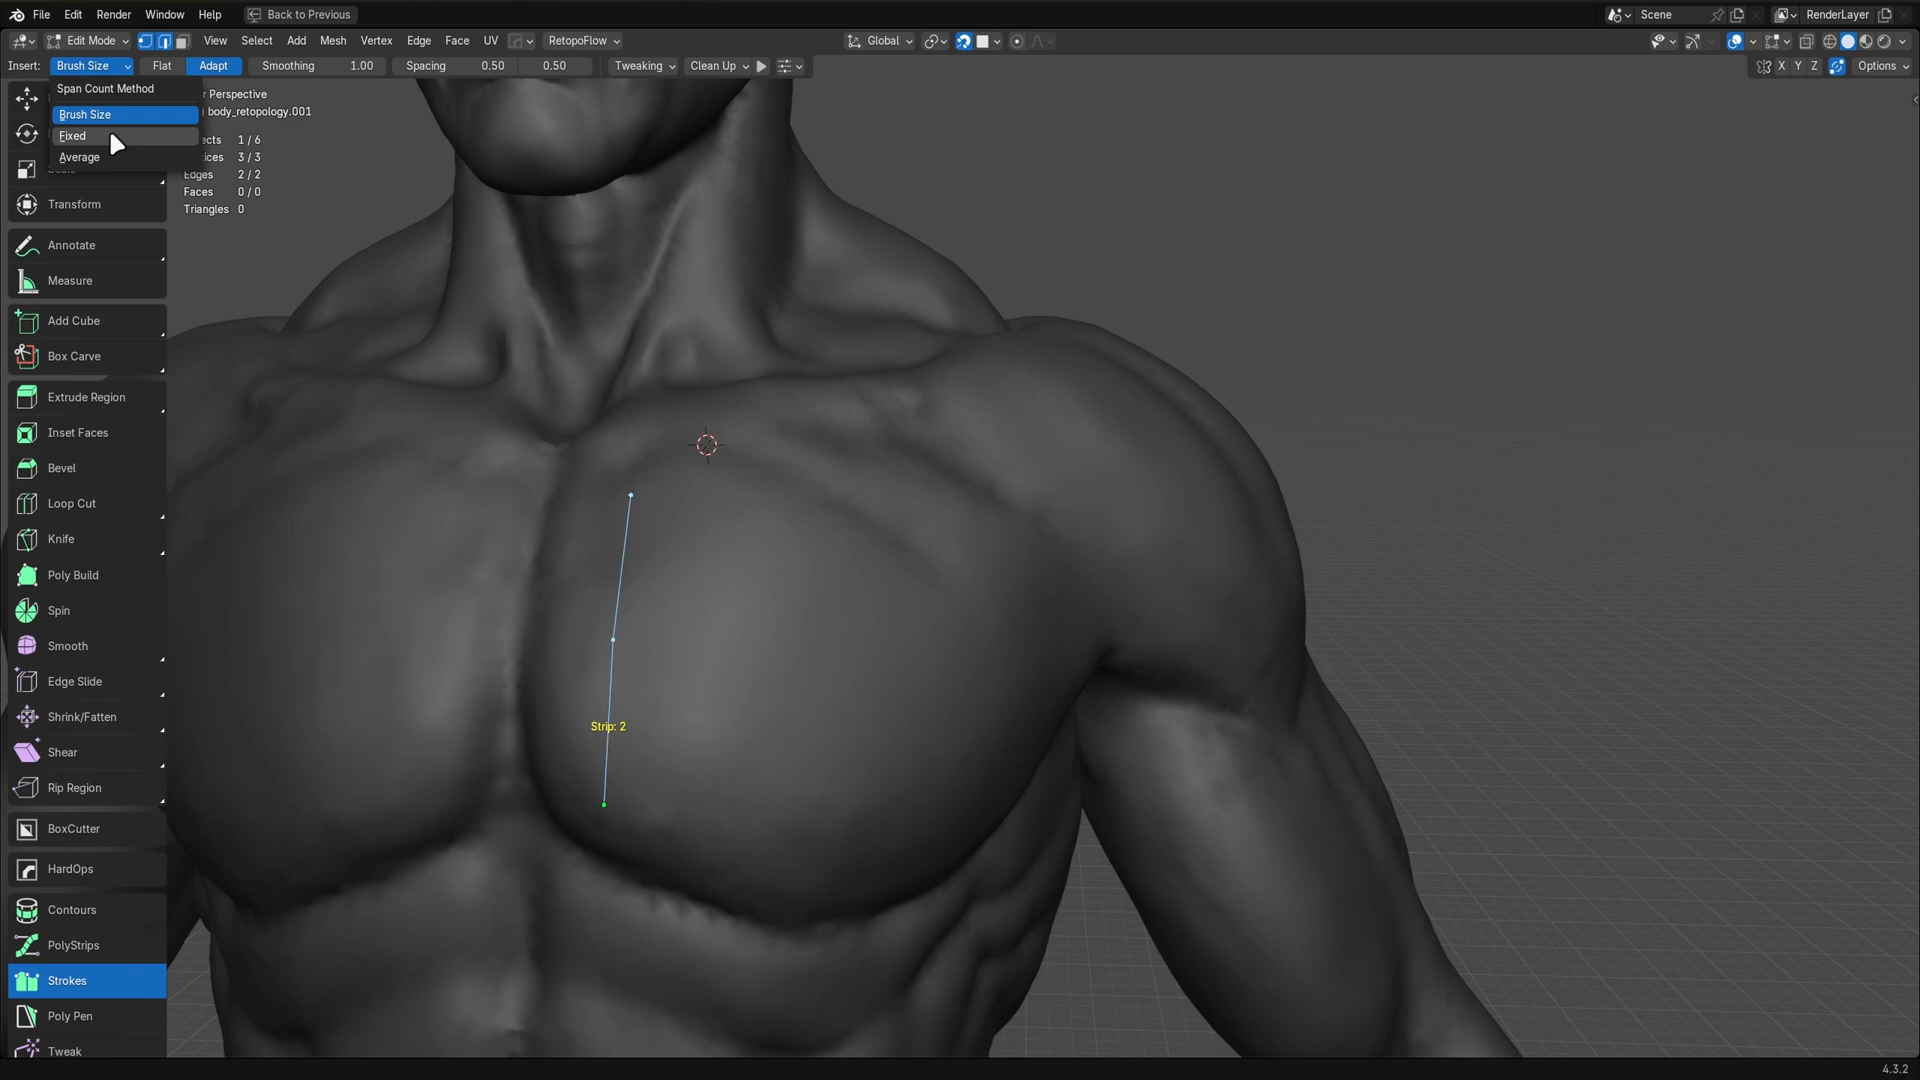 File Edit Render Window Help Back to Previous Scene RenderLayer
Edit Mode View Select Add Mesh Vertex Edge Face UV RetopoFlow Global
Insert: Brush Size Flat Adapt Smoothing 1.00 Spacing 0.50 0.50 Tweaking Clean Up X Y Z Options
Span Count Method
Brush Size
Fixed
Average
r Perspective
) body_retopology.001
ects 1 / 6
tices 3 / 3
Edges 2 / 2
Faces 0 / 0
Triangles 0
Transform
Annotate
Measure
Add Cube
Box Carve
Extrude Region
Inset Faces
Bevel
Loop Cut
Knife
Poly Build
Spin
Smooth
Edge Slide
Shrink/Fatten
Shear
Rip Region
BoxCutter
HardOps
Contours
PolyStrips
Strokes
Poly Pen
Tweak
Strip: 2
4.3.2